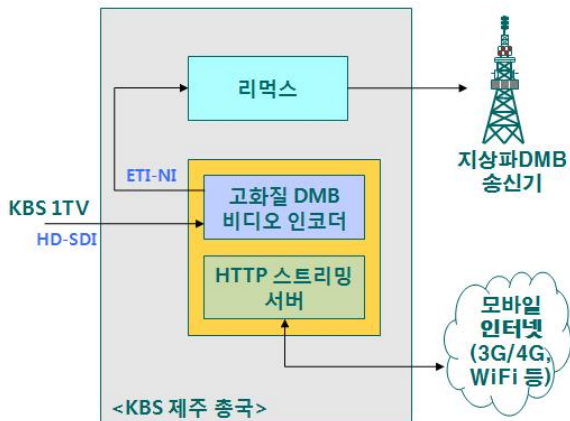 리먹스
지상파DMB
송신기
ETI-NI
고화질 DMB
비디오 인코더
KBS 1TV
HD-SDI
HTTP 스트리밍
서버
모바일
인터넷
(3G/4G,
WiFi 등)
<KBS 제주 총국>